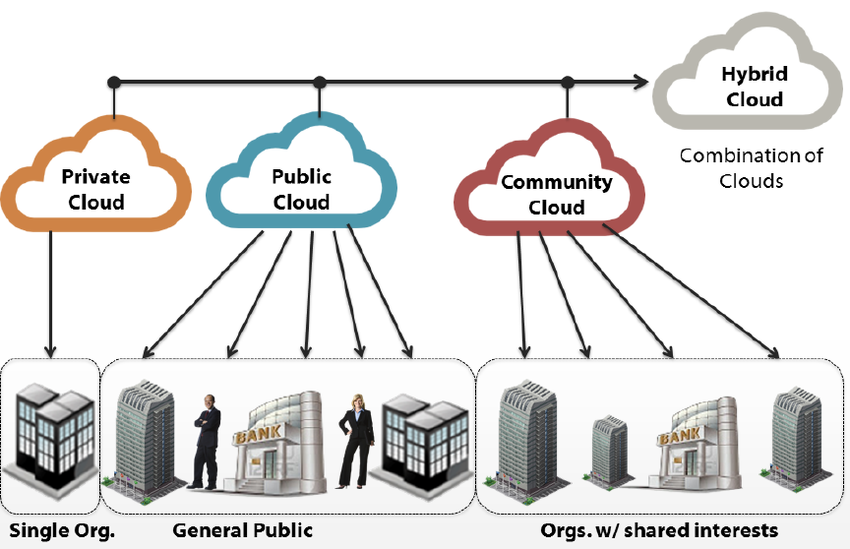 Hybrid
Cloud
Combination of
Clouds
Private
Cloud
Public
Cloud
Community
Cloud
BANK
BANK
Single Org.
General Public
Orgs. w/ shared interests